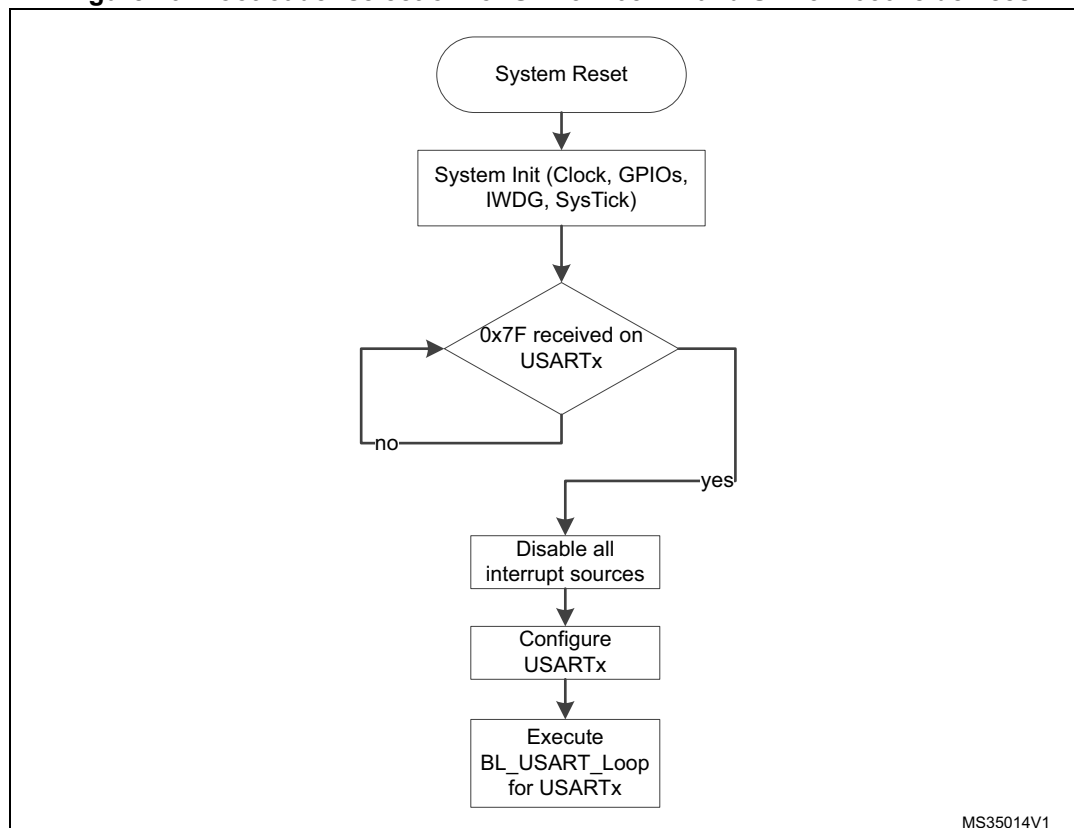 System Reset
System Init (Clock, GPIOs,
IWDG, SysTick)
0x7F received on
USARTx
no
yes
Disable all
interrupt sources
Configure
USARTx
Execute
BL_USART_Loop
for USARTx
MS35014V1